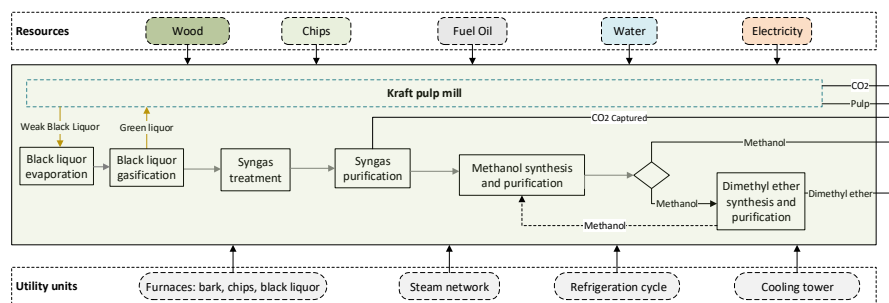 Resources
Wood
Chips
Fuel Oil
Water
Electricity
Kraft pulp mill
CO2
Pulp
Weak Black Liquor
Green liquor
CO2 Captured
Methanol
Black liquor
evaporation
Black liquor
gasification
Syngas
treatment
Syngas
purification
Methanol synthesis
and purification
Methanol
Dimethyl ether
synthesis and
purification
Dimethyl ether
Methanol
Utility units
Furnaces: bark, chips, black liquor
Steam network
Refrigeration cycle
Cooling tower